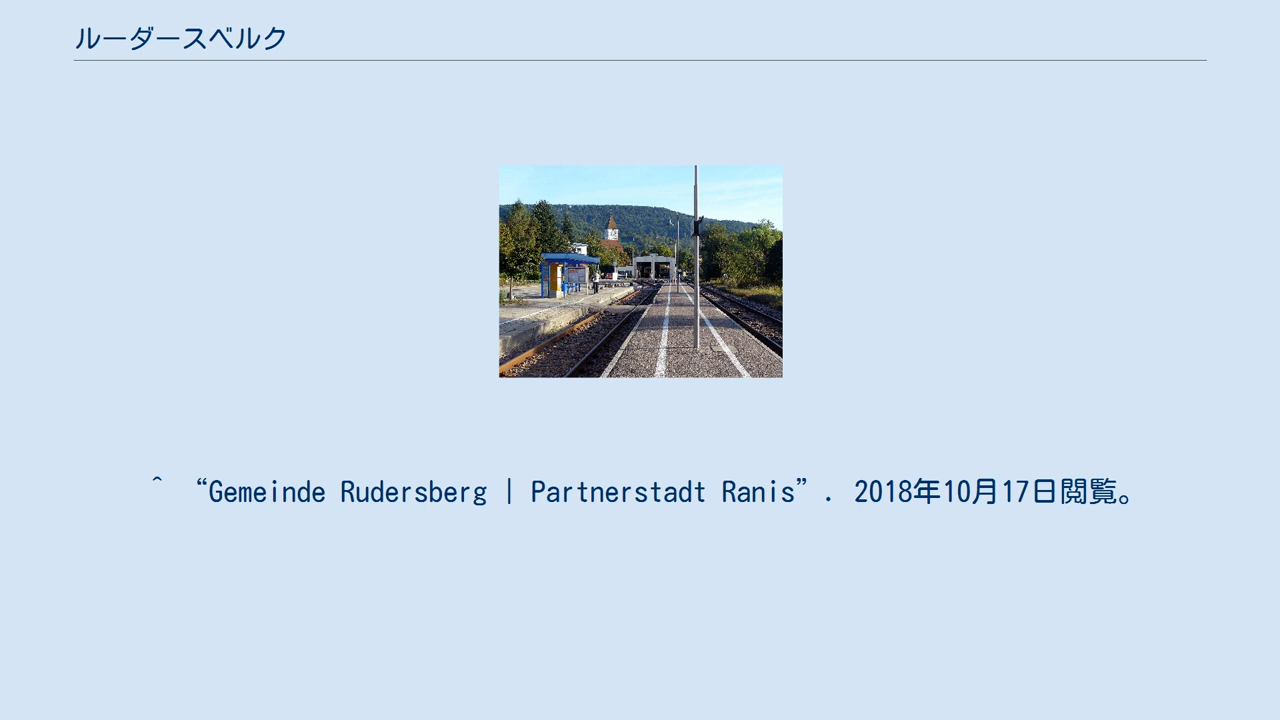 ルーダースベルク
^ “Gemeinde Rudersberg | Partnerstadt Ranis”. 2018年10月17日閲覧。